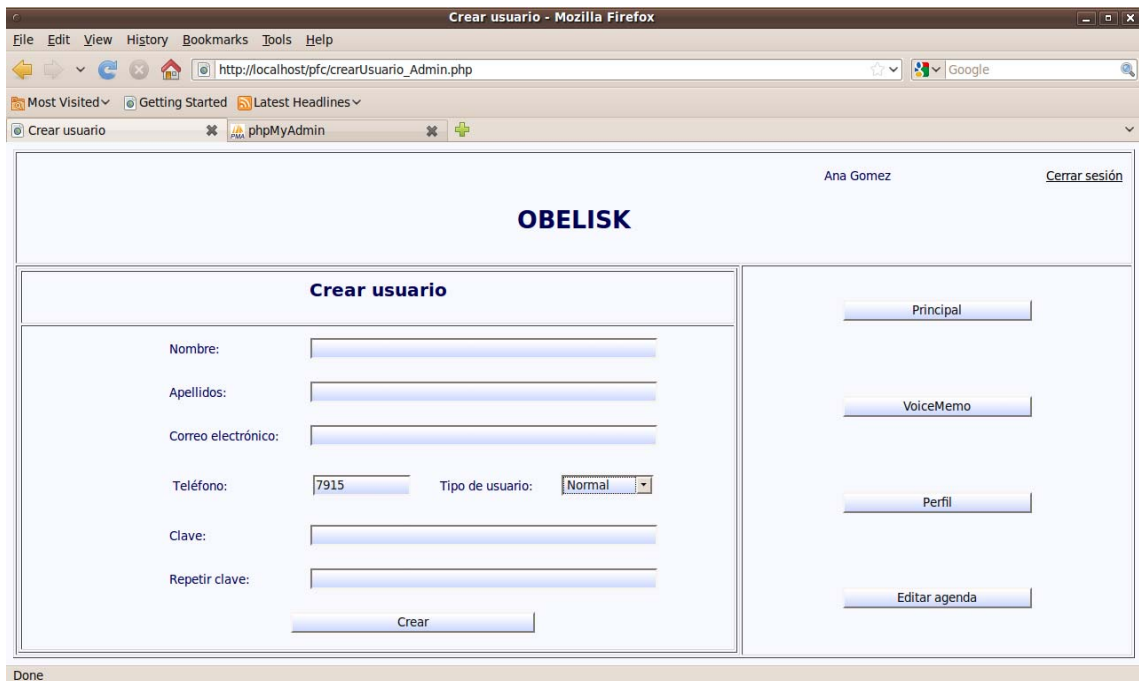 Crear usuario - Mozilla Firefox
File Edit View History Bookmarks Tools Help
http://localhost/pfc/crearUsuario_Admin.php
Google
Most Visited Getting Started Latest Headlines
Crear usuario phpMyAdmin
Ana Gomez Cerrar sesión
OBELISK
Crear usuario
Nombre:
Apellidos:
Correo electrónico:
Teléfono: 7915 Tipo de usuario: Normal
Clave:
Repetir clave:
Crear
Principal
VoiceMemo
Perfil
Editar agenda
Done